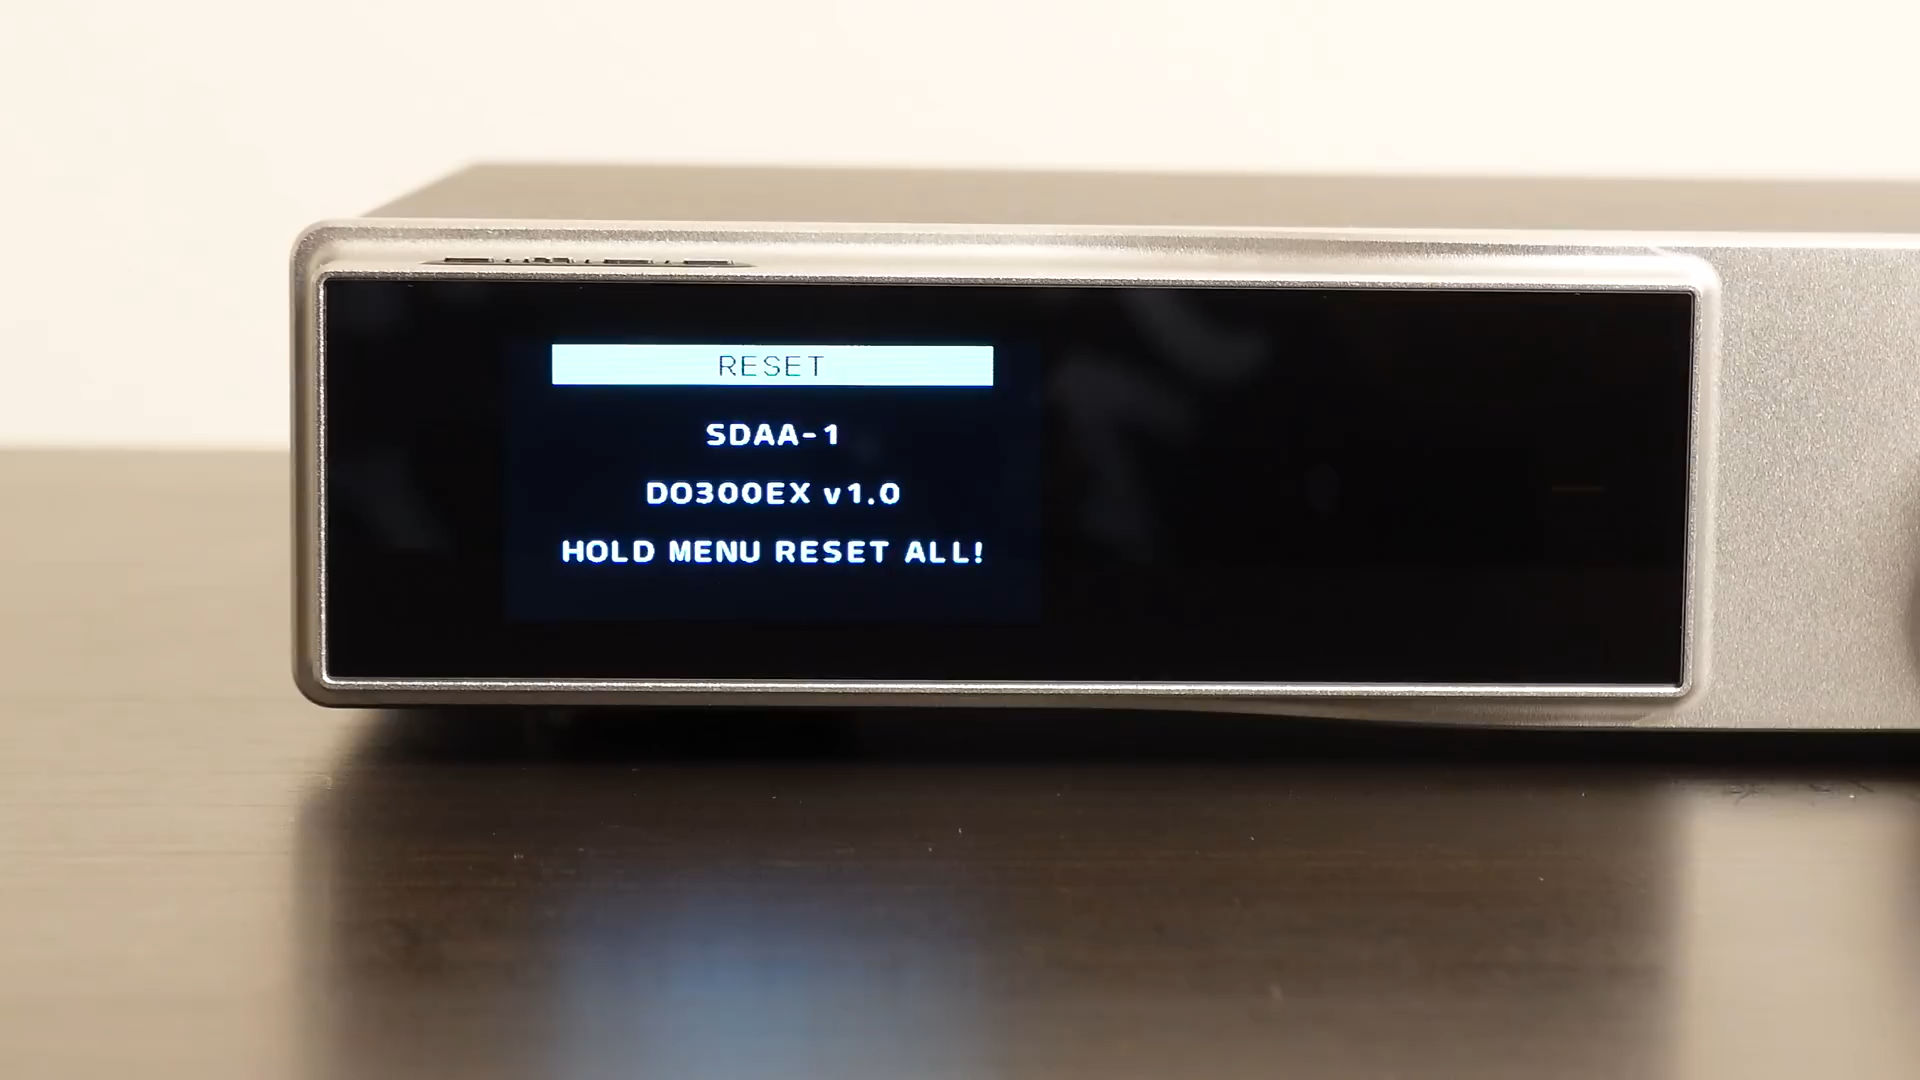 RESET
SDAA-1
DO300EX v1.0
HOLD MENU RESET ALL!